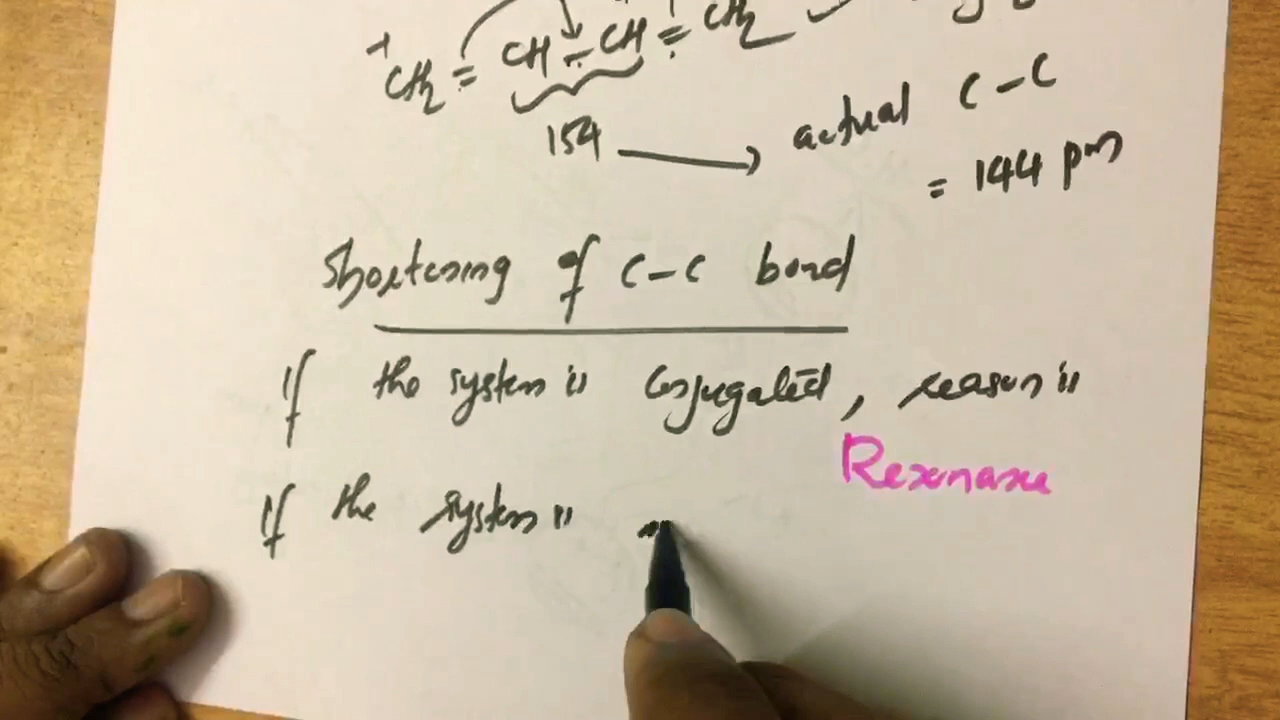 CH2 = CH - CH = CH2
154 → actual C-C
= 144 pm
Shortening of C-C bond
If the system is Conjugated, reason is
Resonance
If the system is